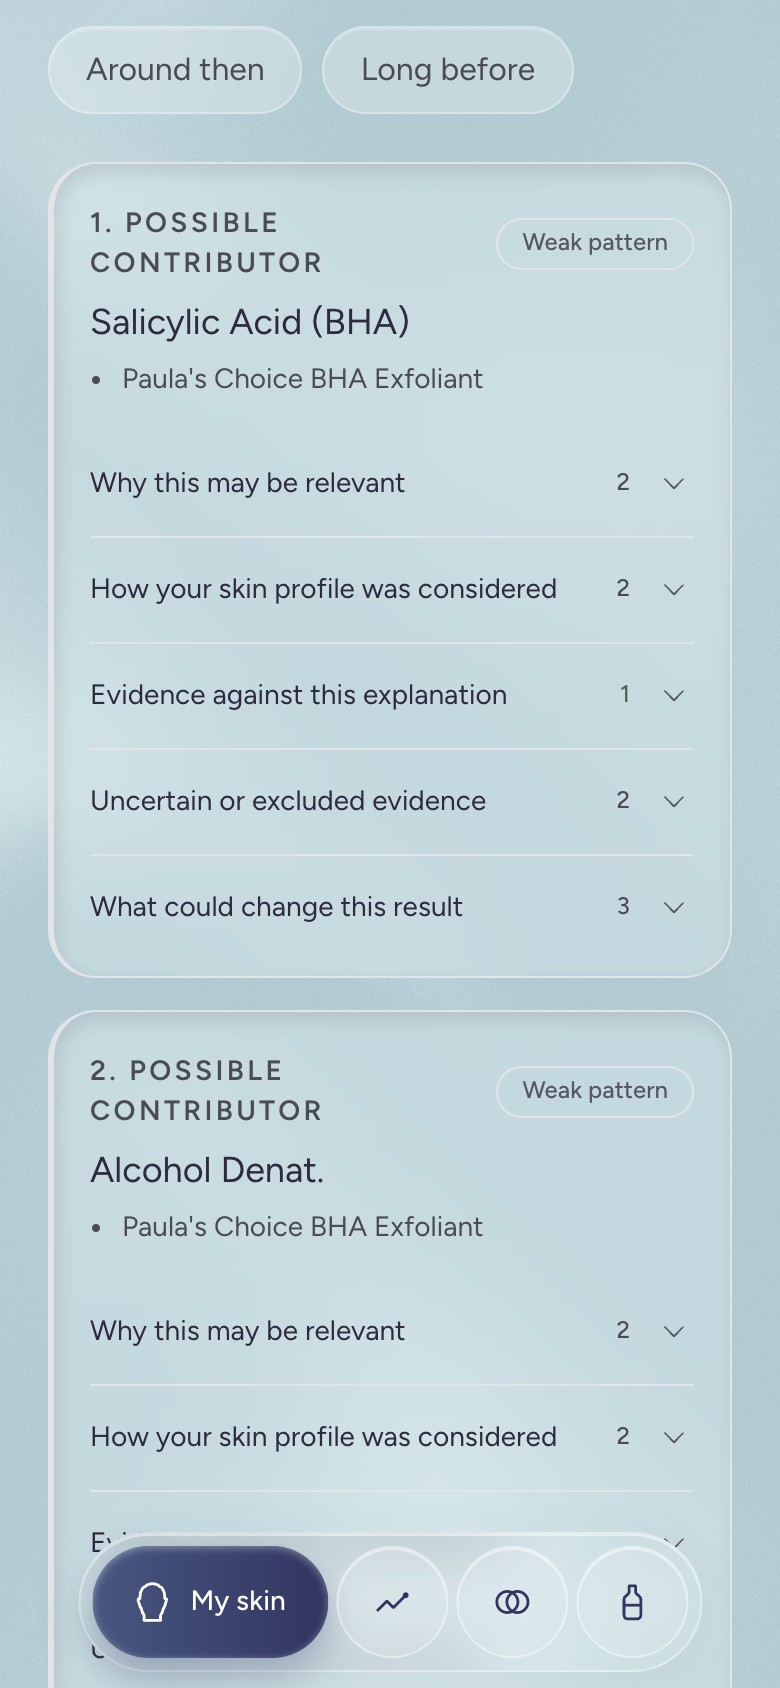 Around then
Long before
1. POSSIBLE
CONTRIBUTOR
Weak pattern
Salicylic Acid (BHA)
• Paula's Choice BHA Exfoliant
Why this may be relevant 2
How your skin profile was considered 2
Evidence against this explanation 1
Uncertain or excluded evidence 2
What could change this result 3
2. POSSIBLE
CONTRIBUTOR
Weak pattern
Alcohol Denat.
• Paula's Choice BHA Exfoliant
Why this may be relevant 2
How your skin profile was considered 2
My skin